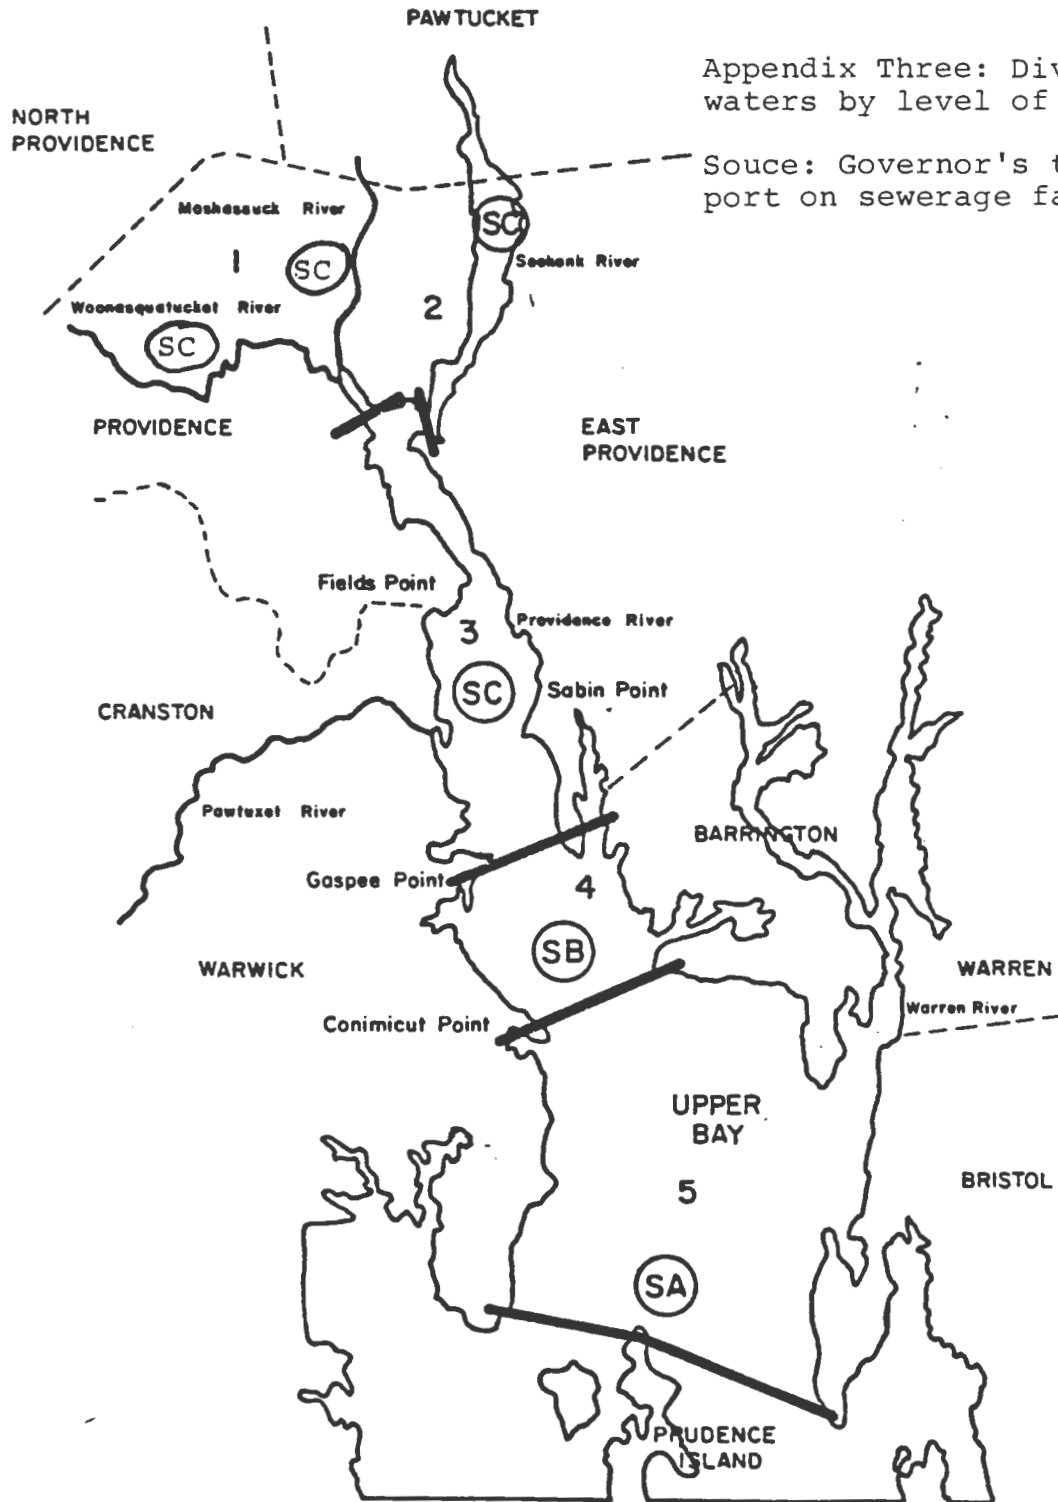 PAWTUCKET
Appendix Three: Div
waters by level of
Souce: Governor's t
port on sewerage fa
NORTH
PROVIDENCE
Moshassuck River
SC
1
SC
Seekonk River
Woonasquatucket River
2
SC
PROVIDENCE
EAST
PROVIDENCE
Fields Point
3
Providence River
SC
Sabin Point
CRANSTON
Pawtuxet River
BARRINGTON
Gaspee Point
4
SB
WARWICK
WARREN
Warren River
Conimicut Point
UPPER
BAY
BRISTOL
5
SA
PRUDENCE
ISLAND